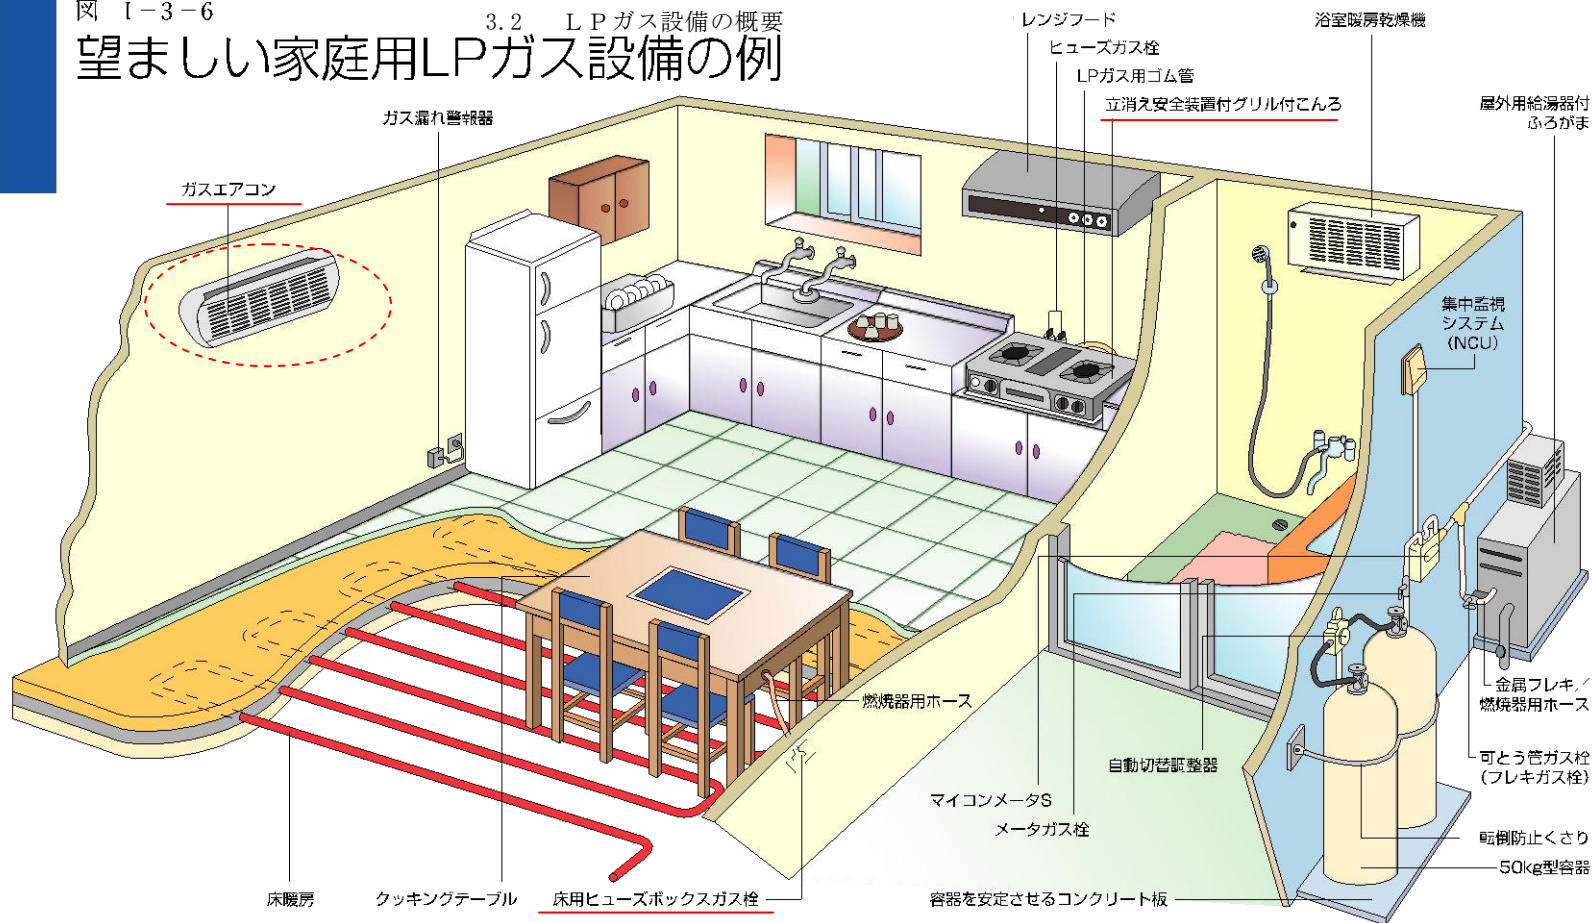 図 I-3-6
3.2 LPガス設備の概要
望ましい家庭用LPガス設備の例
レンジフード
浴室暖房乾燥機
ヒューズガス栓
LPガス用ゴム管
立消え安全装置付グリル付こんろ
屋外用給湯器付
ふろがま
ガス漏れ警報器
ガスエアコン
集中監視
システム
(NCU)
金属フレキ/
燃焼器用ホース
燃焼器用ホース
可とう管ガス栓
(フレキガス栓)
自動切替調整器
マイコンメータS
メータガス栓
転倒防止くさり
50kg型容器
床暖房
クッキングテーブル
床用ヒューズボックスガス栓
容器を安定させるコンクリート板